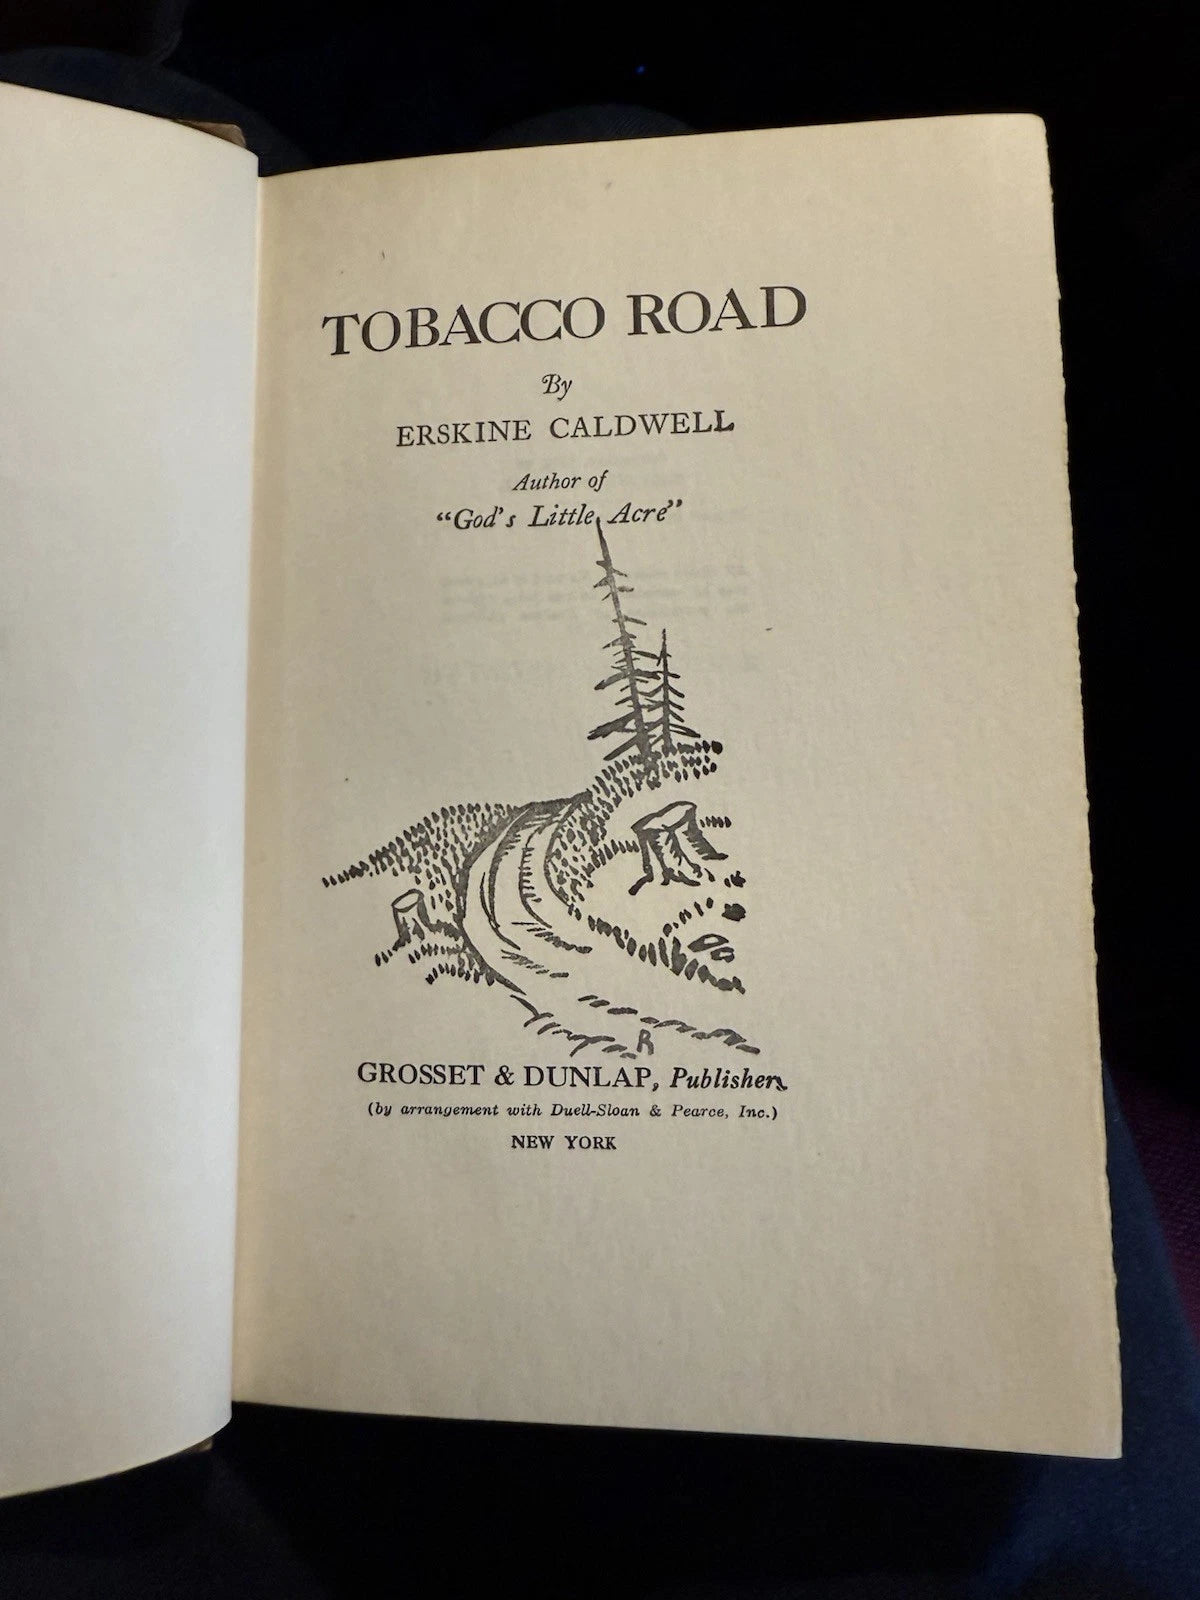 TOBACCO ROAD
By
ERSKINE CALDWELL
Author of
"God's Little Acre"
R
GROSSET & DUNLAP, Publishers
(by arrangement with Duell-Sloan & Pearce, Inc.)
NEW YORK